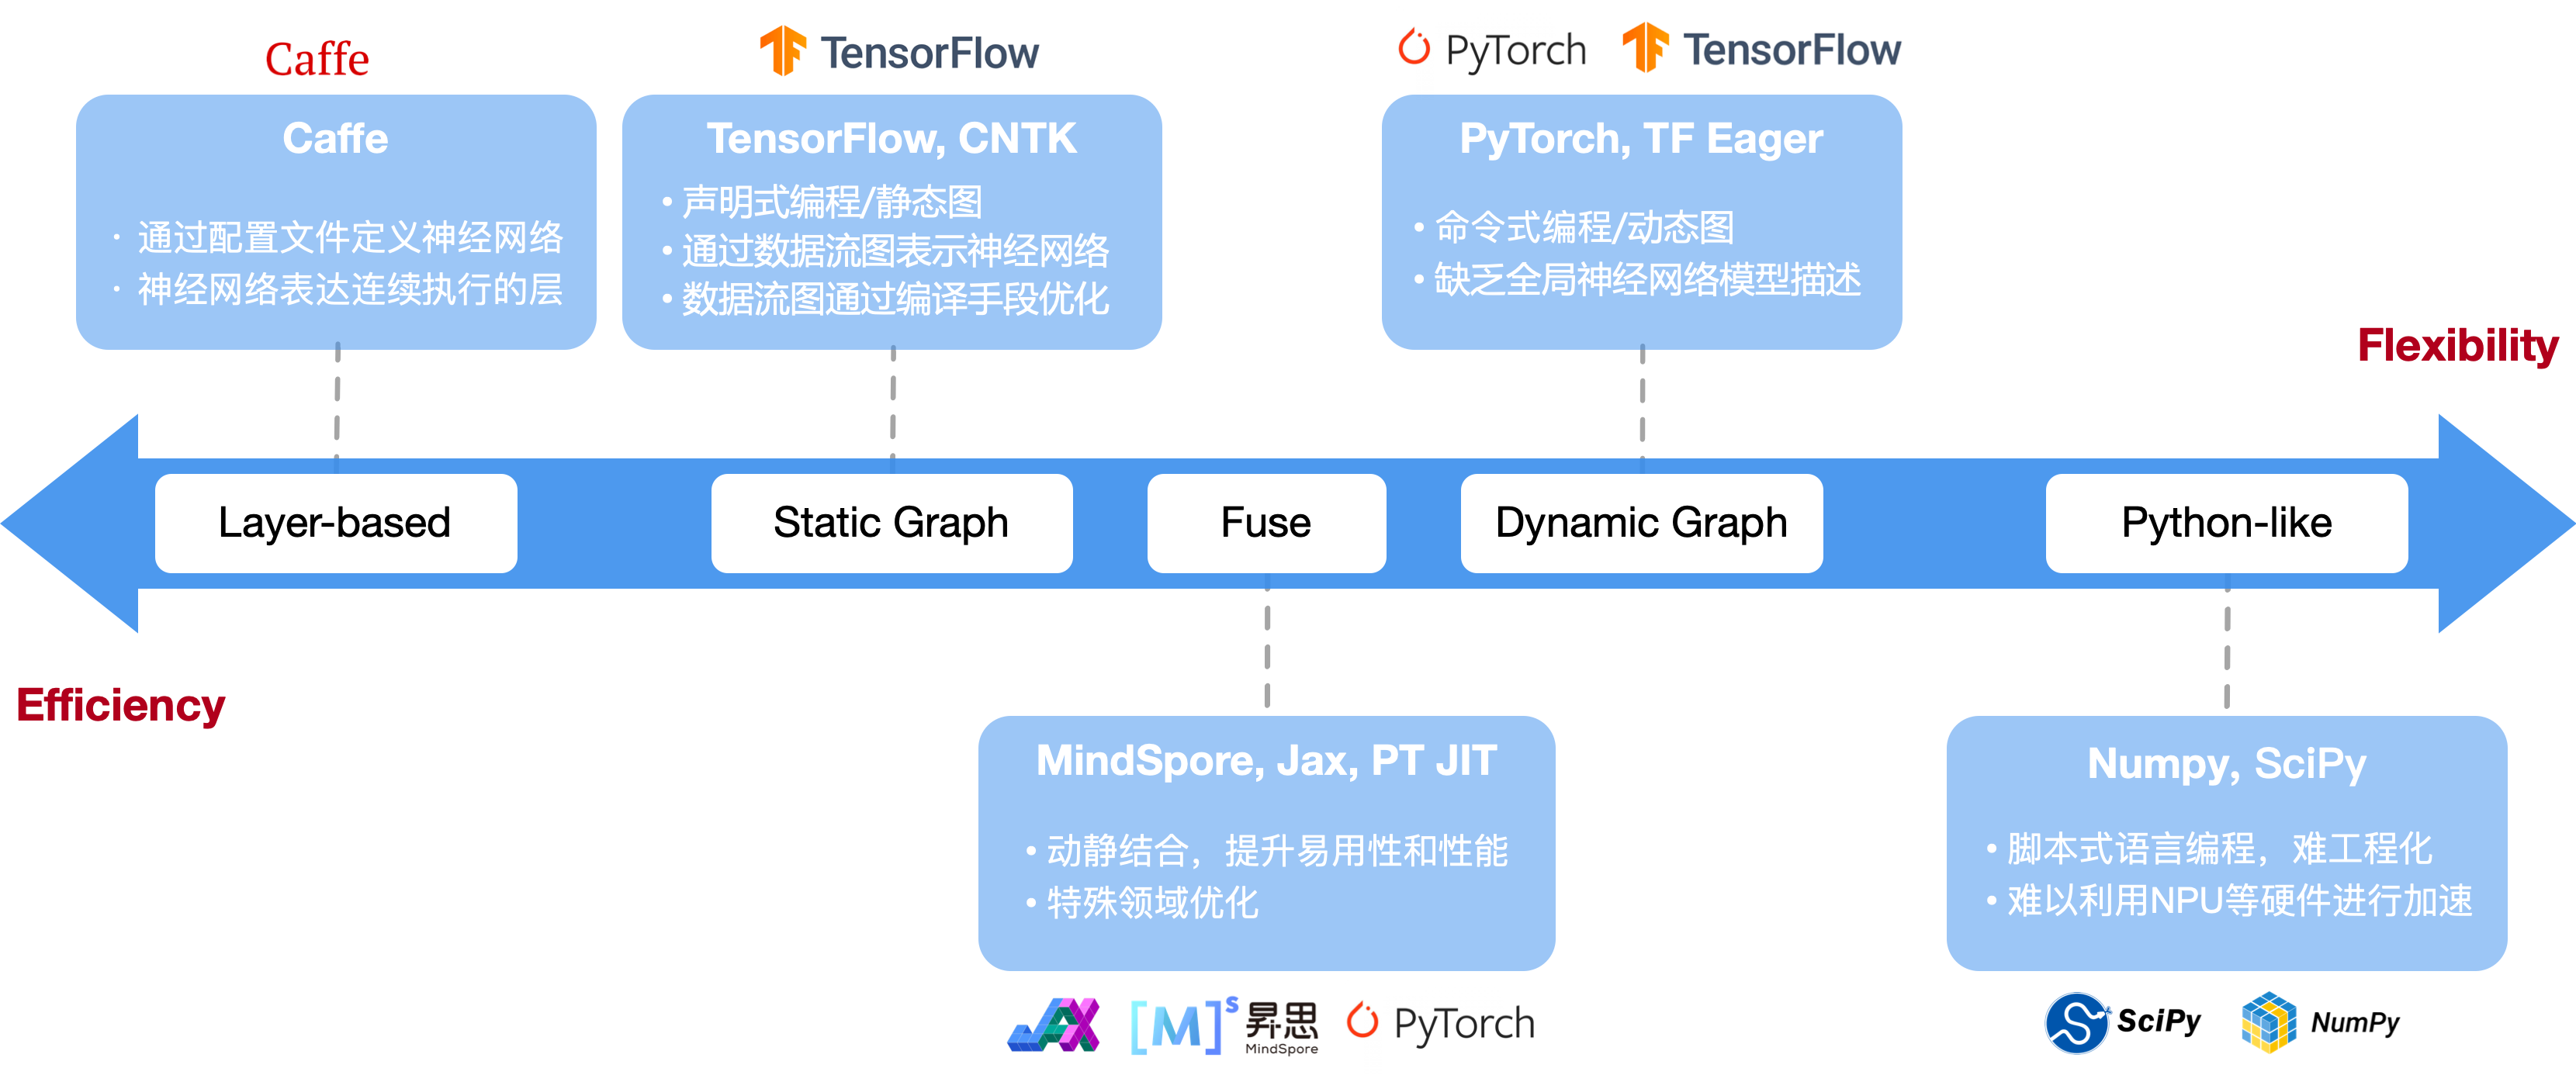 Caffe
TensorFlow
PyTorch
TensorFlow
Caffe
· 通过配置文件定义神经网络
· 神经网络表达连续执行的层
TensorFlow, CNTK
• 声明式编程/静态图
• 通过数据流图表示神经网络
• 数据流图通过编译手段优化
PyTorch, TF Eager
• 命令式编程/动态图
• 缺乏全局神经网络模型描述
Flexibility
Layer-based
Static Graph
Fuse
Dynamic Graph
Python-like
Efficiency
MindSpore, Jax, PT JIT
• 动静结合，提升易用性和性能
• 特殊领域优化
Numpy, SciPy
• 脚本式语言编程，难工程化
• 难以利用NPU等硬件进行加速
JAX
[M]s 昇思
MindSpore
PyTorch
SciPy
NumPy